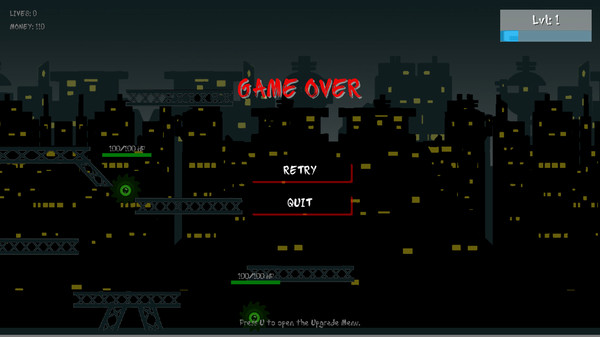 LIVES: 0
MONEY: 110
Lvl: 1
GAME OVER
100/100 HP
RETRY
QUIT
100/100 HP
Press U to open the Upgrade Menu.